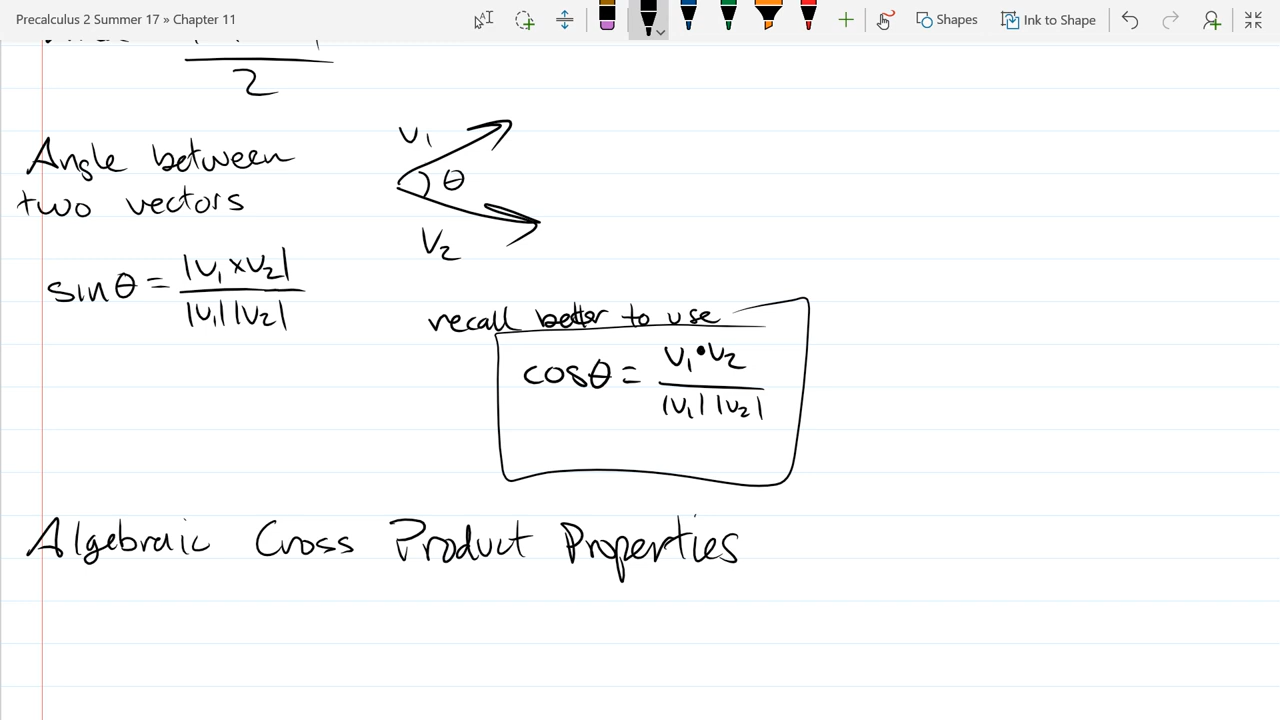 Precalculus 2 Summer 17 » Chapter 11
Shapes
Ink to Shape
2
Angle between
two vectors
v₁
θ
v₂
sinθ = |v₁ × v₂| / |v₁| |v₂|
recall better to use
cosθ = v₁ • v₂ / |v₁| |v₂|
Algebraic Cross Product Properties